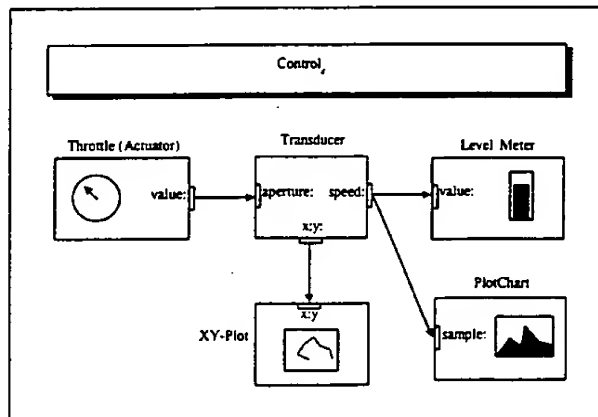 Control
Throttle (Actuator)
Transducer
Level Meter
value:
aperture:
speed:
value:
x:y:
PlotChart
x:y
XY-Plot
sample: